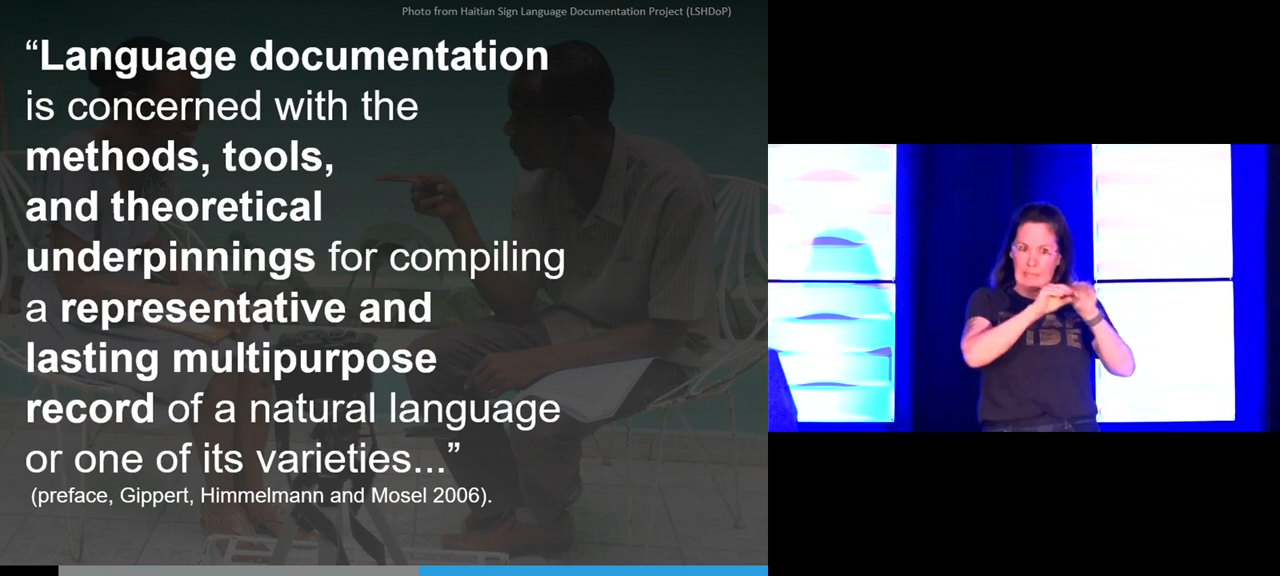 Photo from Haitian Sign Language Documentation Project (LSHDoP)
“Language documentation
is concerned with the
methods, tools,
and theoretical
underpinnings for compiling
a representative and
lasting multipurpose
record of a natural language
or one of its varieties...”
(preface, Gippert, Himmelmann and Mosel 2006).